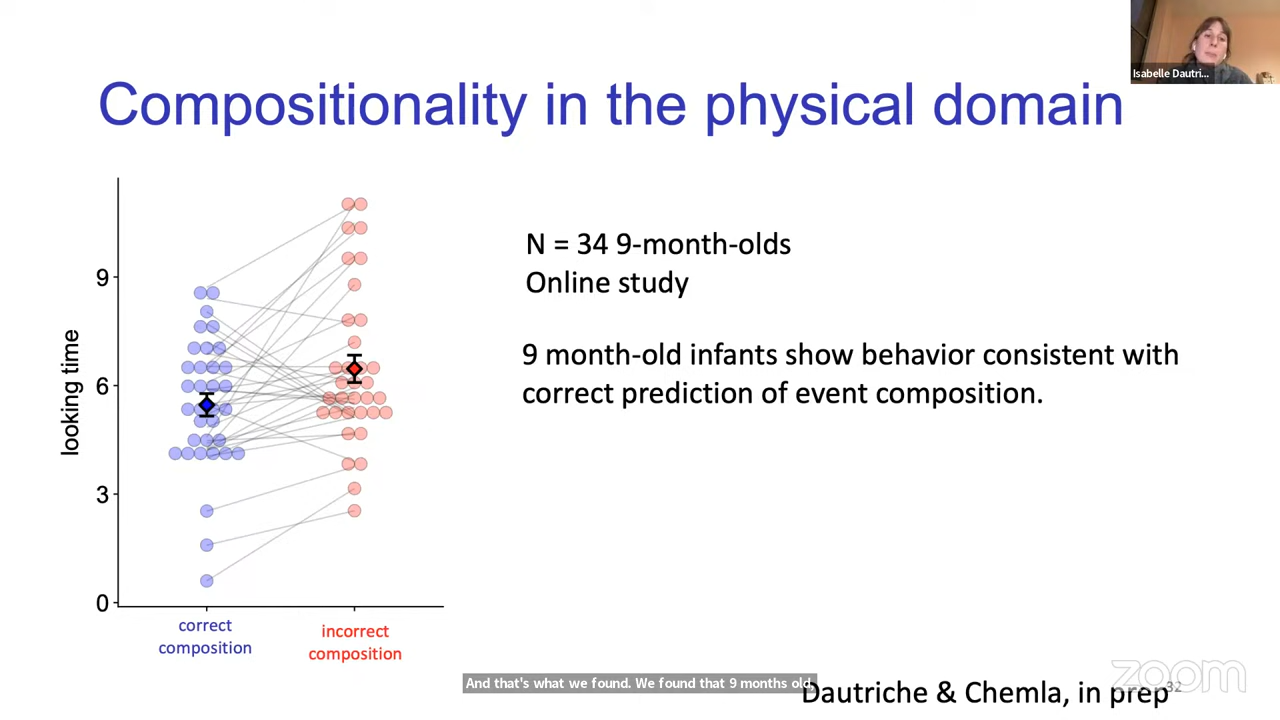 Isabelle Dautri...
Compositionality in the physical domain
N = 34 9-month-olds
Online study
9 month-old infants show behavior consistent with
correct prediction of event composition.
looking time
9
6
3
0
correct
composition
incorrect
composition
And that's what we found. We found that 9 months old
Dautriche & Chemla, in prep
32
zoom